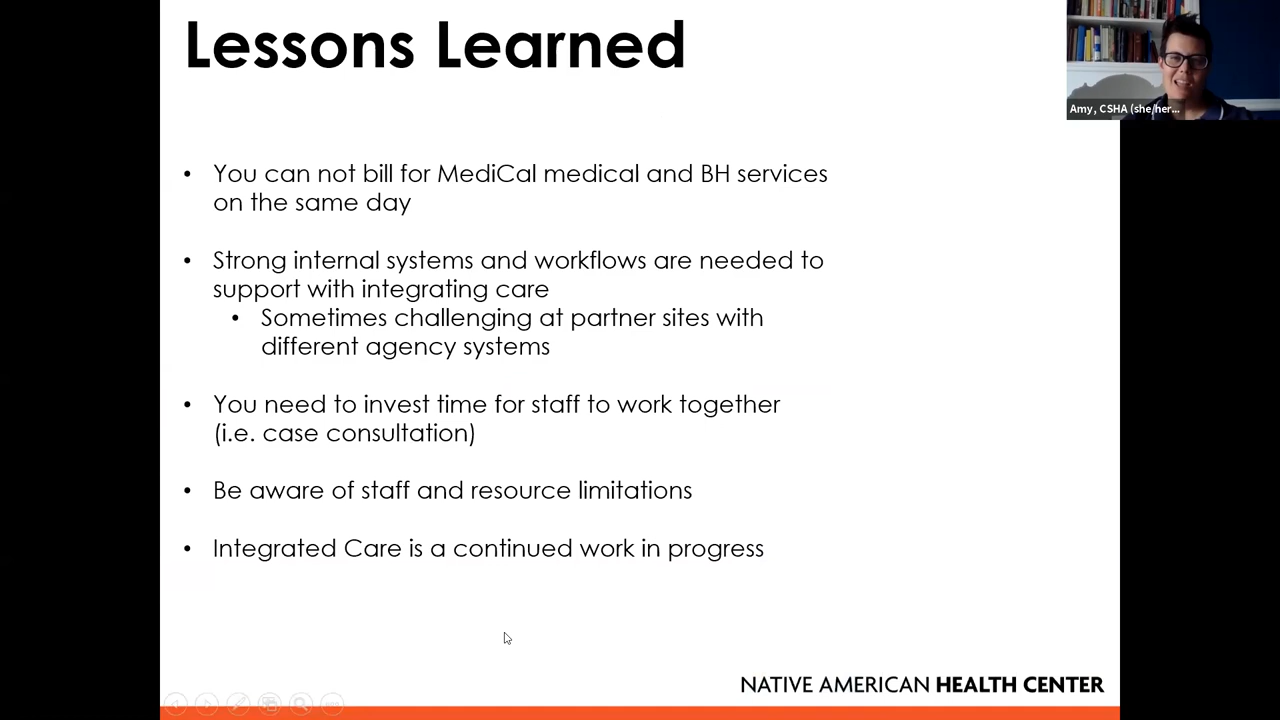 Lessons Learned
Amy, CSHA (she/her...
• You can not bill for MediCal medical and BH services
on the same day
• Strong internal systems and workflows are needed to
support with integrating care
• Sometimes challenging at partner sites with
different agency systems
• You need to invest time for staff to work together
(i.e. case consultation)
• Be aware of staff and resource limitations
• Integrated Care is a continued work in progress
NATIVE AMERICAN HEALTH CENTER